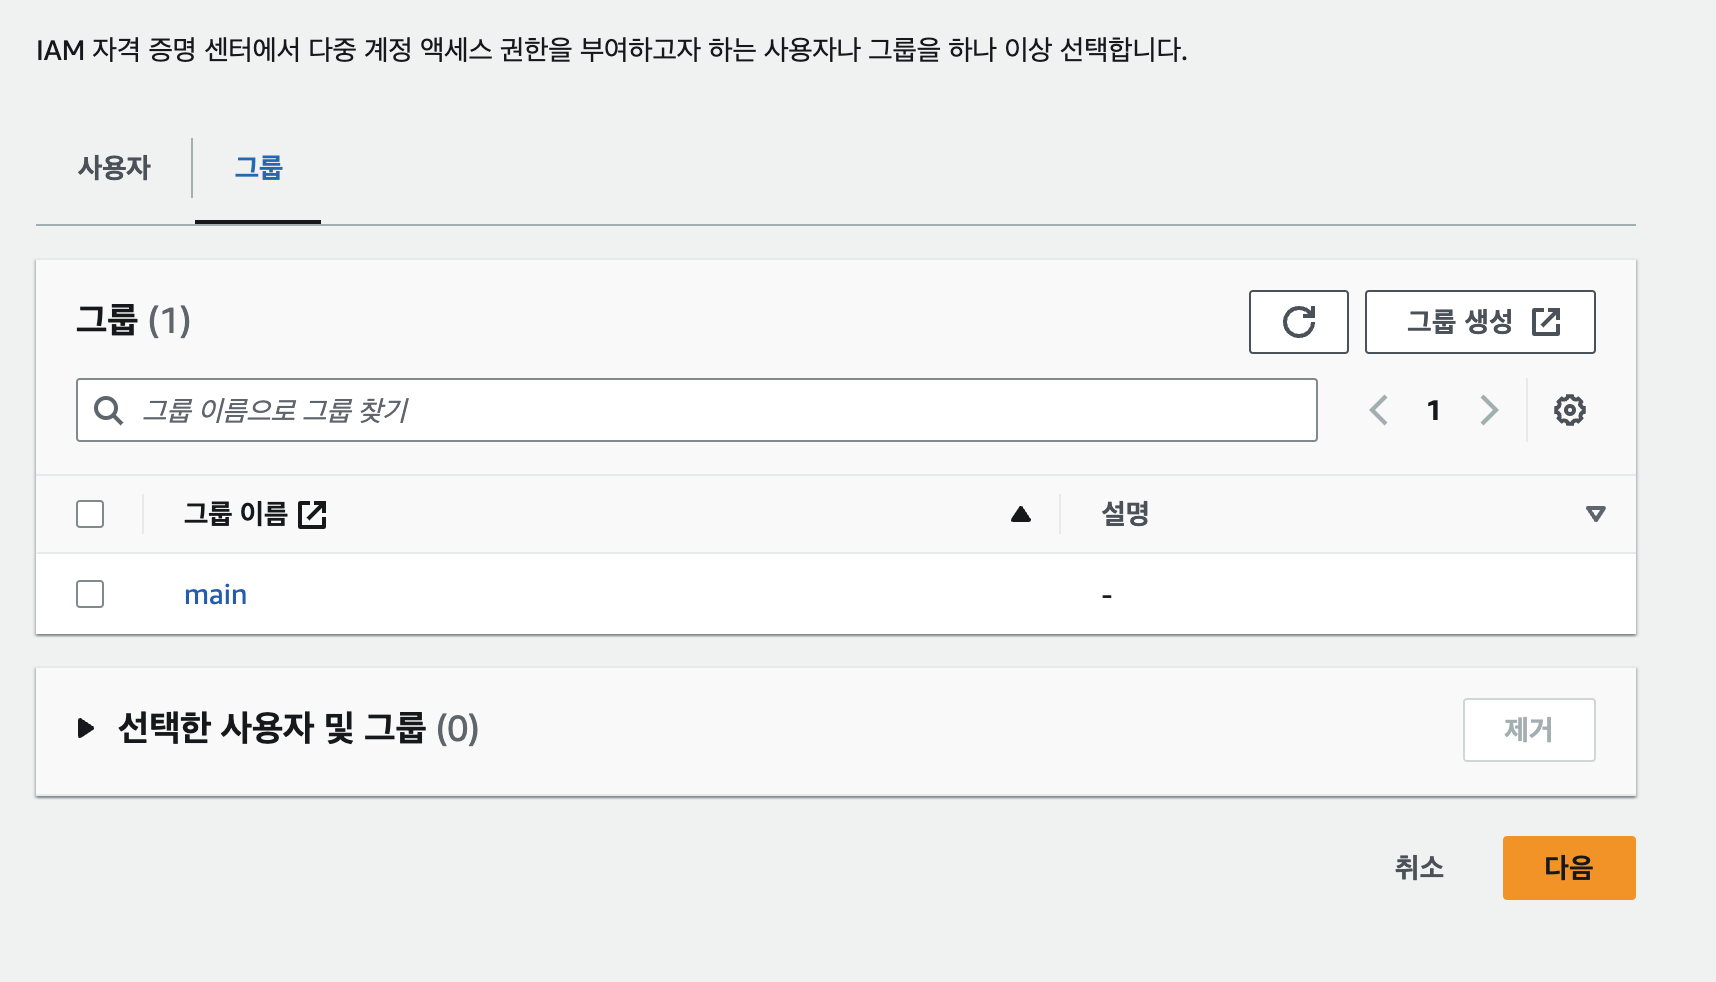 IAM 자격 증명 센터에서 다중 계정 액세스 권한을 부여하고자 하는 사용자나 그룹을 하나 이상 선택합니다.
사용자 그룹
그룹 (1) 그룹 생성
그룹 이름으로 그룹 찾기 1
그룹 이름 설명
main -
선택한 사용자 및 그룹 (0) 제거
취소 다음